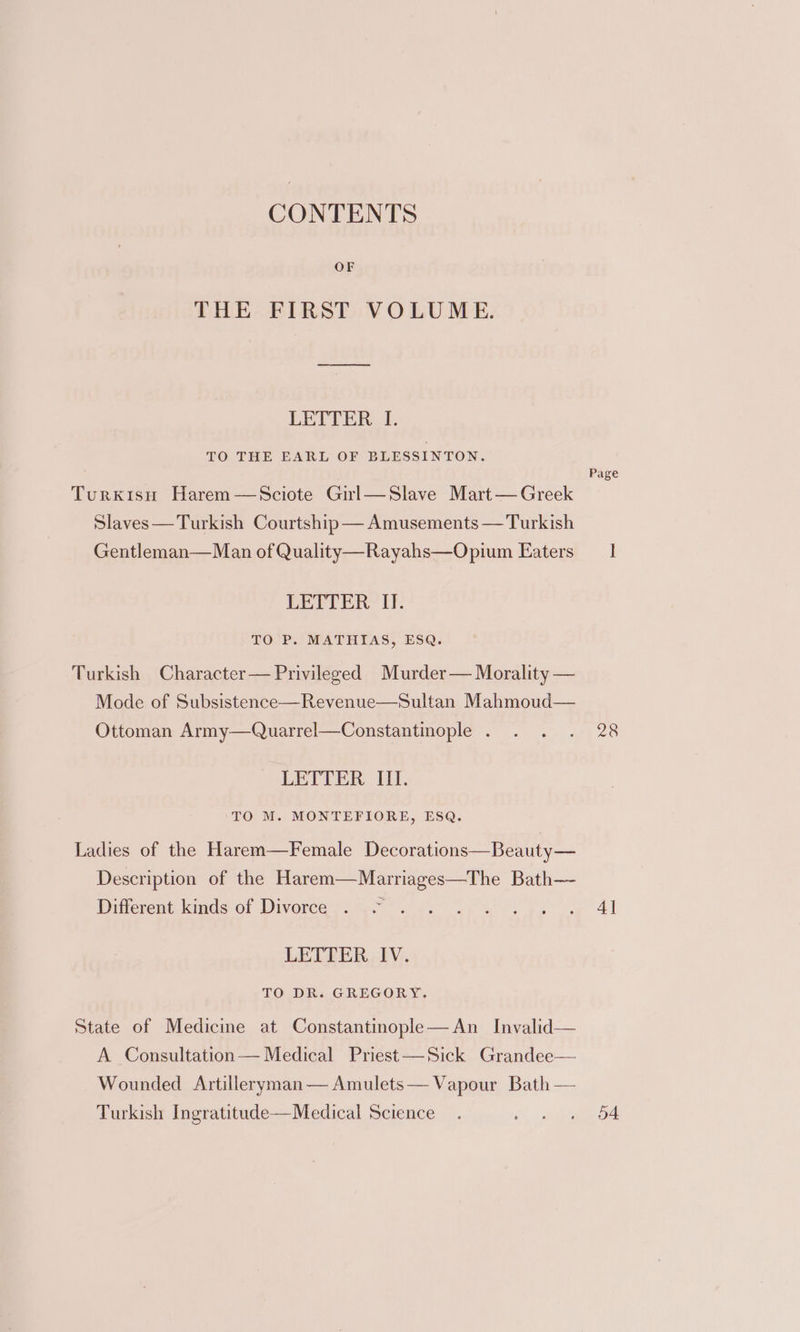 CONTENTS
OF
THE FIRST VOLUME.
LETTER I.
TO THE EARL OF BLESSINTON.
Page
Turkish Harem—Sciote Girl—Slave Mart—Greek
Slaves—Turkish Courtship—Amusements—Turkish
Gentleman—Man of Quality—Rayahs—Opium Eaters 1
LETTER II.
TO P. MATHIAS, ESQ.
Turkish Character—Privileged Murder—Morality—
Mode of Subsistence—Revenue—Sultan Mahmoud—
Ottoman Army—Quarrel—Constantinople . . . . 28
LETTER III.
TO M. MONTEFIORE, ESQ.
Ladies of the Harem—Female Decorations—Beauty—
Description of the Harem—Marriages—The Bath—
Different kinds of Divorce . . . . . . . . . 41
LETTER IV.
TO DR. GREGORY.
State of Medicine at Constantinople—An Invalid—
A Consultation—Medical Priest—Sick Grandee—
Wounded Artilleryman—Amulets—Vapour Bath—
Turkish Ingratitude—Medical Science . . . . 54